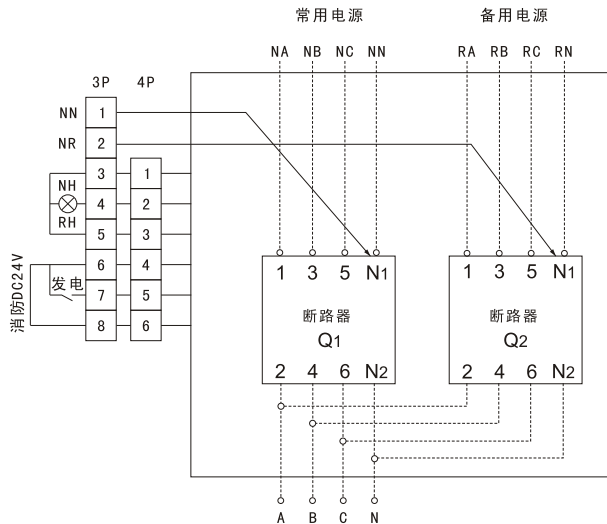 常用电源 备用电源
NA NB NC NN RA RB RC RN
3P 4P
NN 1
NR 2
3 1
NH
4 2
RH
5 3
6 4
发电
7 5
8 6
消防DC24V
1 3 5 N1 1 3 5 N1
断路器 断路器
Q1 Q2
2 4 6 N2 2 4 6 N2
A B C N